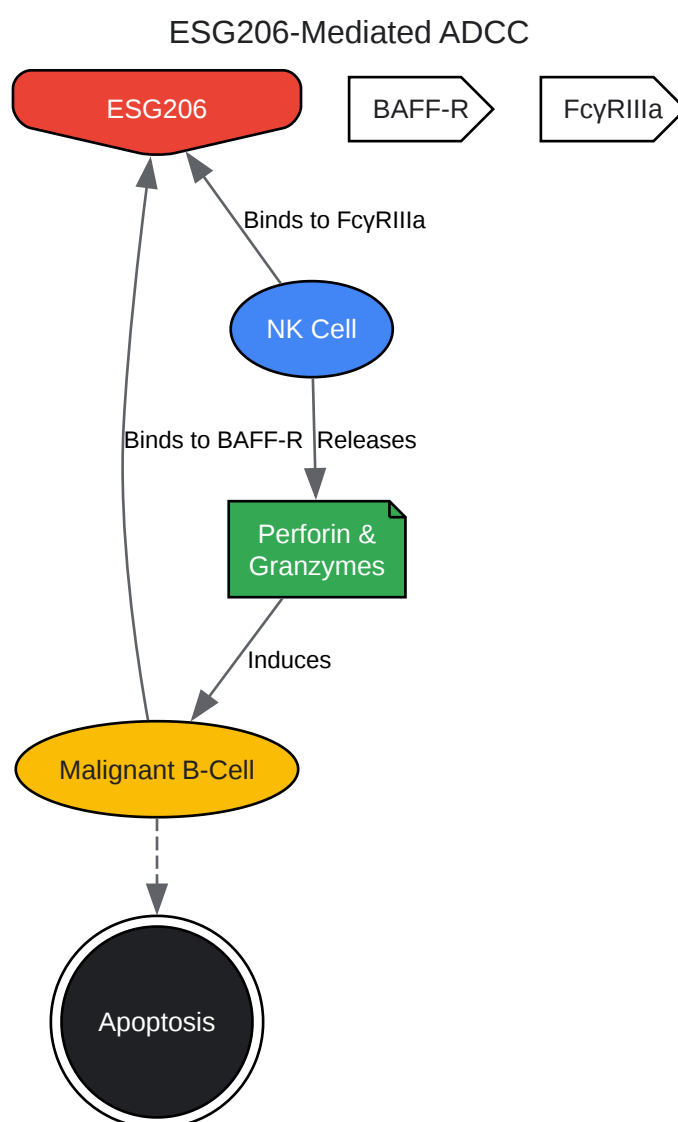 ESG206-Mediated ADCC
ESG206
BAFF-R
FcγRIIIa
Binds to FcγRIIIa
NK Cell
Binds to BAFF-R
Releases
Perforin &
Granzymes
Induces
Malignant B-Cell
Apoptosis